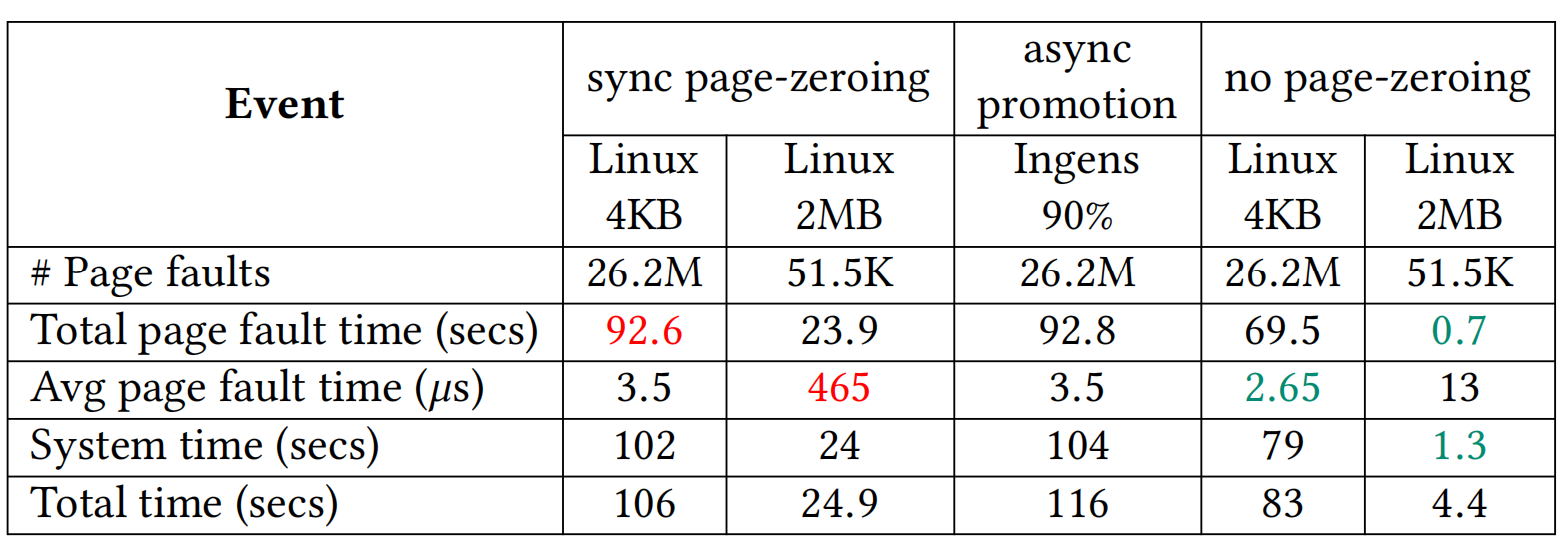 Event sync page-zeroing async promotion no page-zeroing
Linux 4KB Linux 2MB Ingens 90% Linux 4KB Linux 2MB
# Page faults 26.2M 51.5K 26.2M 26.2M 51.5K
Total page fault time (secs) 92.6 23.9 92.8 69.5 0.7
Avg page fault time (μs) 3.5 465 3.5 2.65 13
System time (secs) 102 24 104 79 1.3
Total time (secs) 106 24.9 116 83 4.4